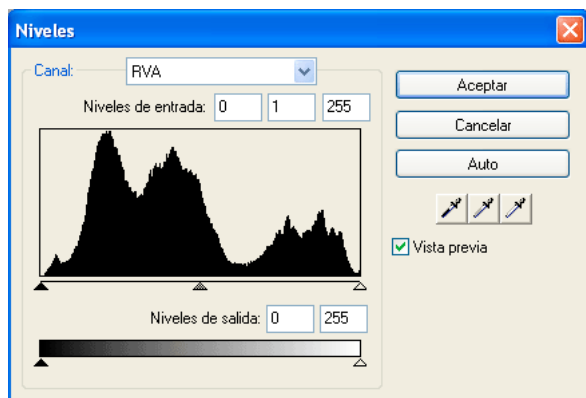 Niveles
Canal: RVA
Niveles de entrada: 0 1 255
Niveles de salida: 0 255
Aceptar
Cancelar
Auto
Vista previa